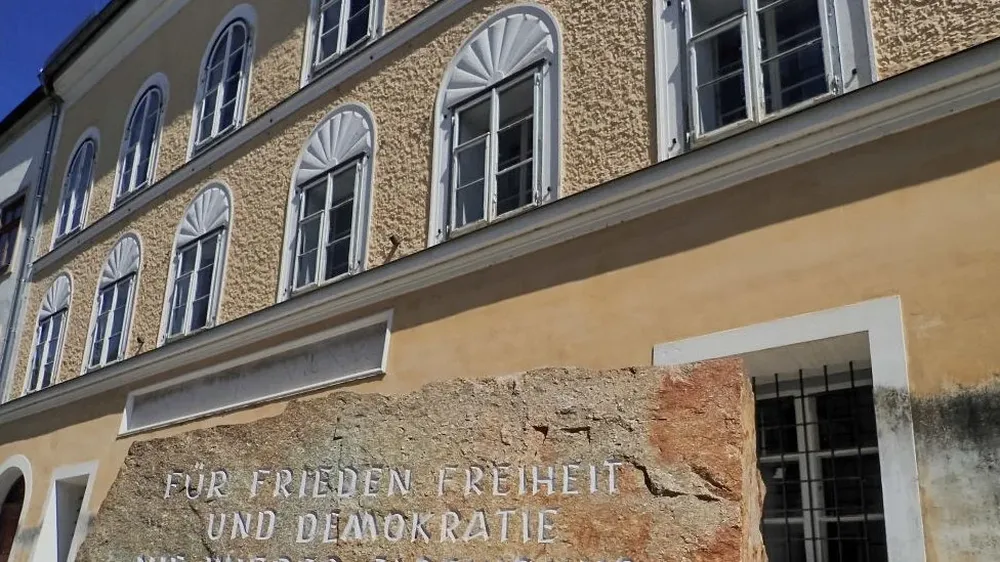 FÜR FRIEDEN FREIHEIT
UND DEMOKRATIE